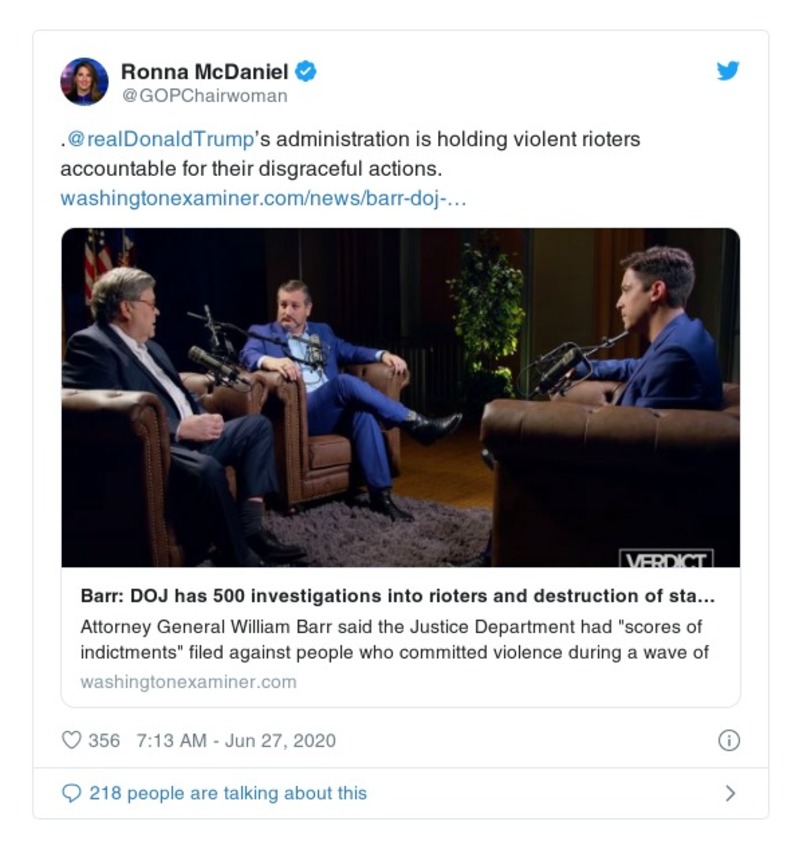 Ronna McDaniel
@GOPChairwoman
.@realDonaldTrump's administration is holding violent rioters
accountable for their disgraceful actions.
washingtonexaminer.com/news/barr-doj-…
VERDICT
Barr: DOJ has 500 investigations into rioters and destruction of sta...
Attorney General William Barr said the Justice Department had "scores of
indictments" filed against people who committed violence during a wave of
washingtonexaminer.com
356 7:13 AM - Jun 27, 2020
218 people are talking about this